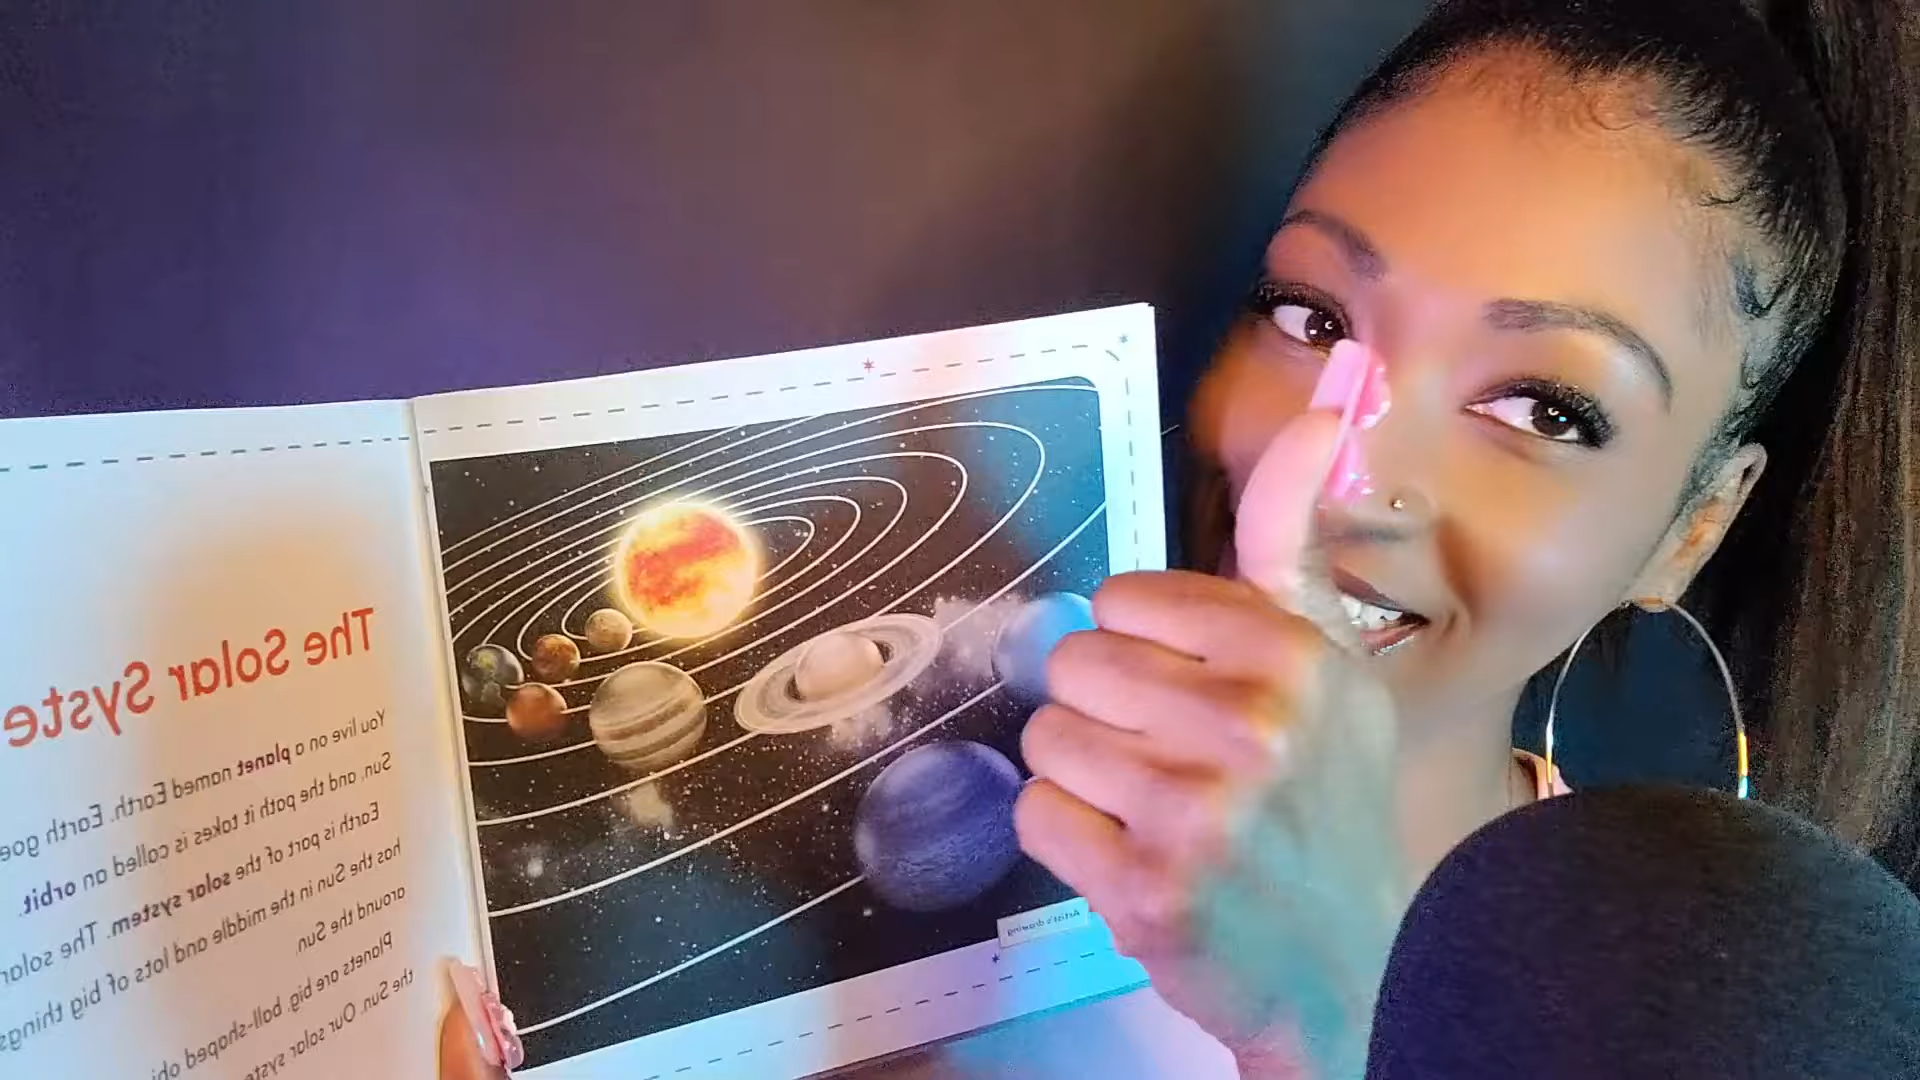 The Solar Syste
You live on a planet named Earth. Earth goe
Sun, and the path it takes is called an orbit.
Earth is part of the solar system. The solar
has the Sun in the middle and lots of big things
around the Sun.
Planets are big, ball-shaped obj
the Sun. Our solar syste
Artist's drawing